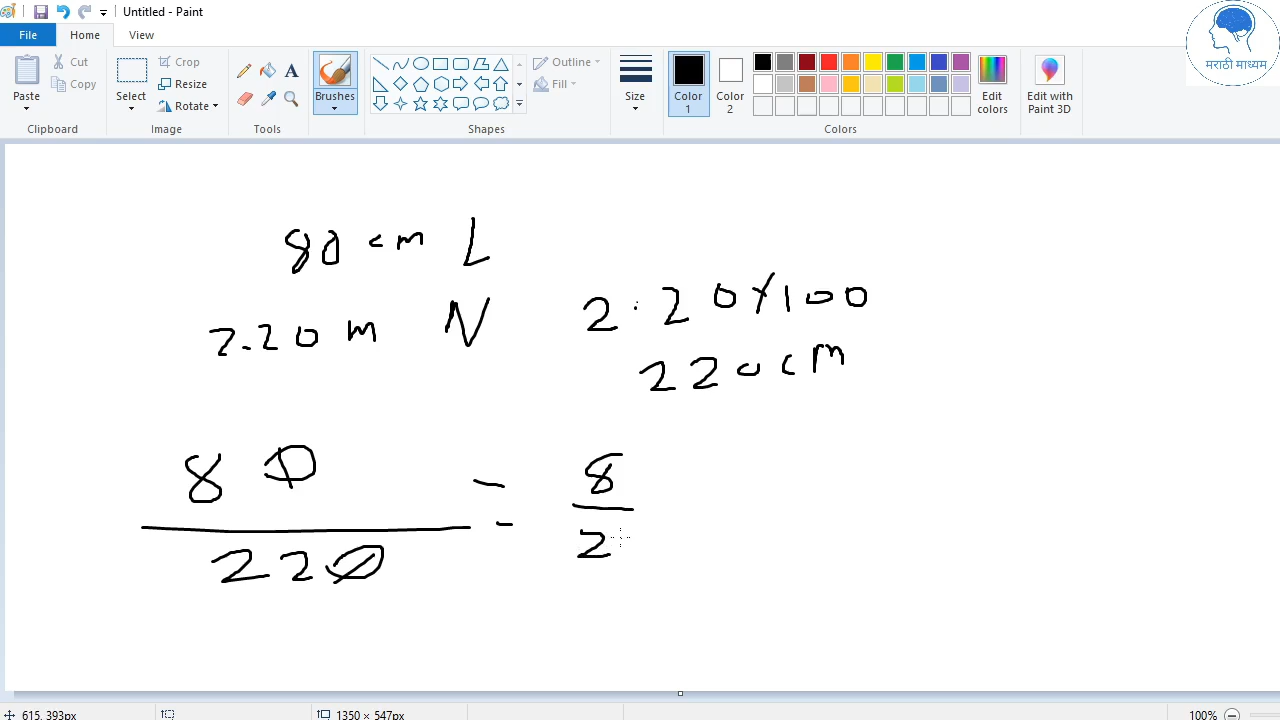 Untitled - Paint
File Home View
Paste Cut Copy Clipboard
Select Crop Resize Rotate Image
Tools
Brushes
Shapes Outline Fill
Size
Color 1 Color 2 Edit colors Colors
Edit with Paint 3D
मराठी माध्यम
80 cm L
2.20 m N 2.20×100
220cm
80 = 8
220 2
615, 393px 1350 × 547px 100%